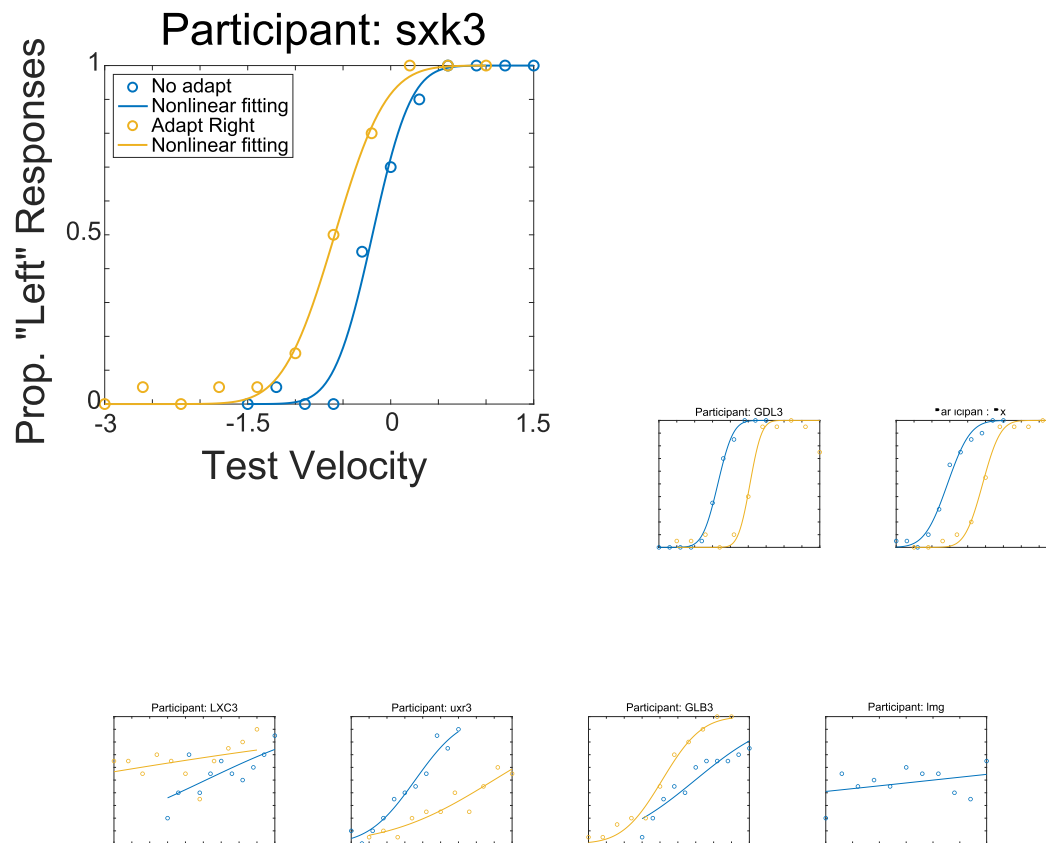 Participant: sxk3
Prop. "Left" Responses
1
0.5
0
No adapt
Nonlinear fitting
Adapt Right
Nonlinear fitting
-3
-1.5
0
1.5
Test Velocity
Participant: GDL3
Participant: LXC3
Participant: uxr3
Participant: GLB3
Participant: lmg